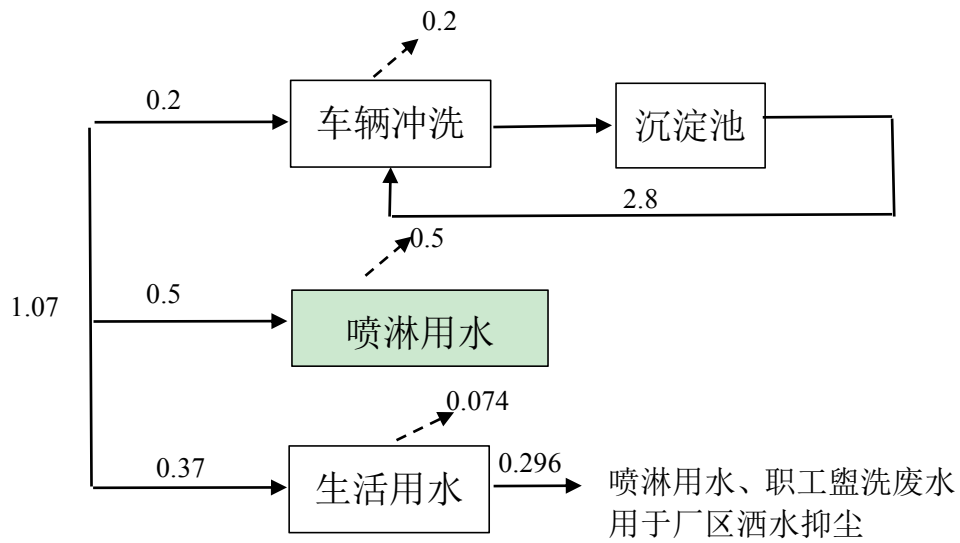 0.2
0.2
车辆冲洗
沉淀池
2.8
0.5
1.07
0.5
喷淋用水
0.074
0.37
生活用水
0.296
喷淋用水、职工盥洗废水
用于厂区洒水抑尘